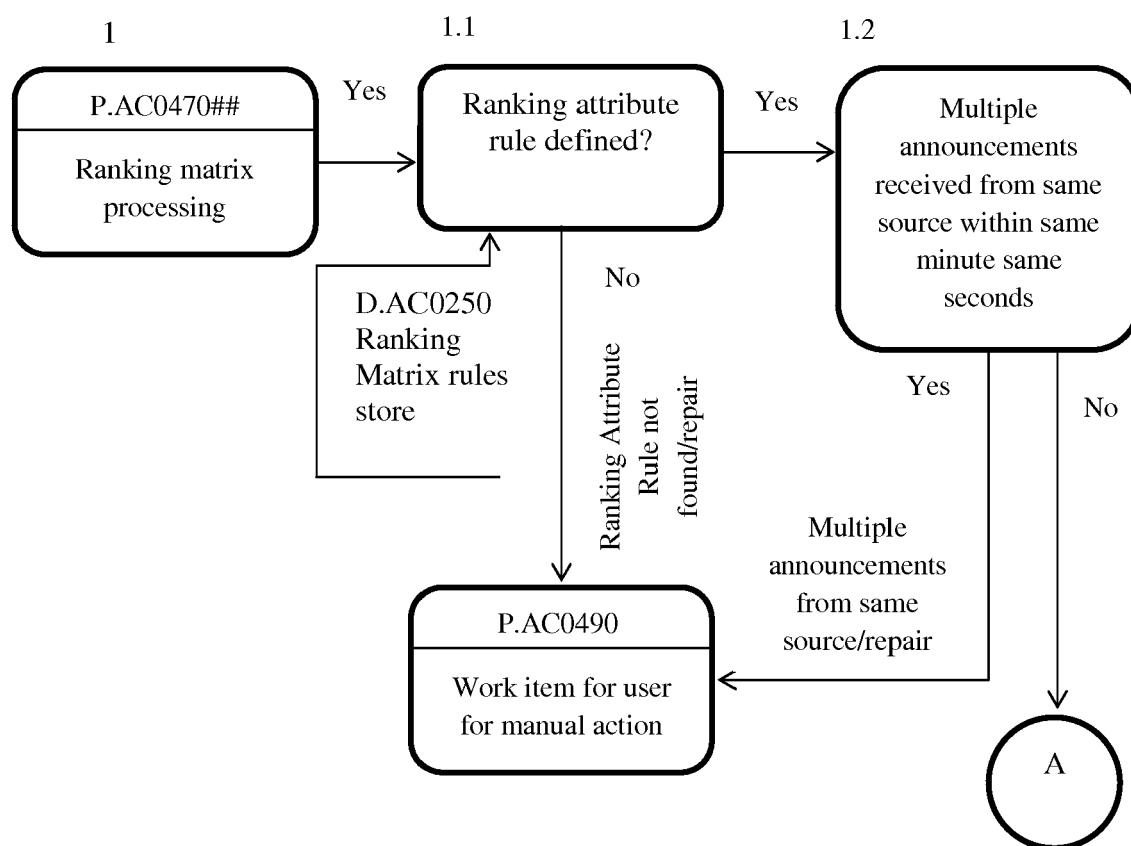 1
1.1
1.2
P.AC0470##
Ranking matrix
processing
Yes
Ranking attribute
rule defined?
Yes
Multiple
announcements
received from same
source within same
minute same
seconds
D.AC0250
Ranking
Matrix rules
store
No
Ranking Attribute
Rule not
found/repair
Yes
No
Multiple
announcements
from same
source/repair
P.AC0490
Work item for user
for manual action
A